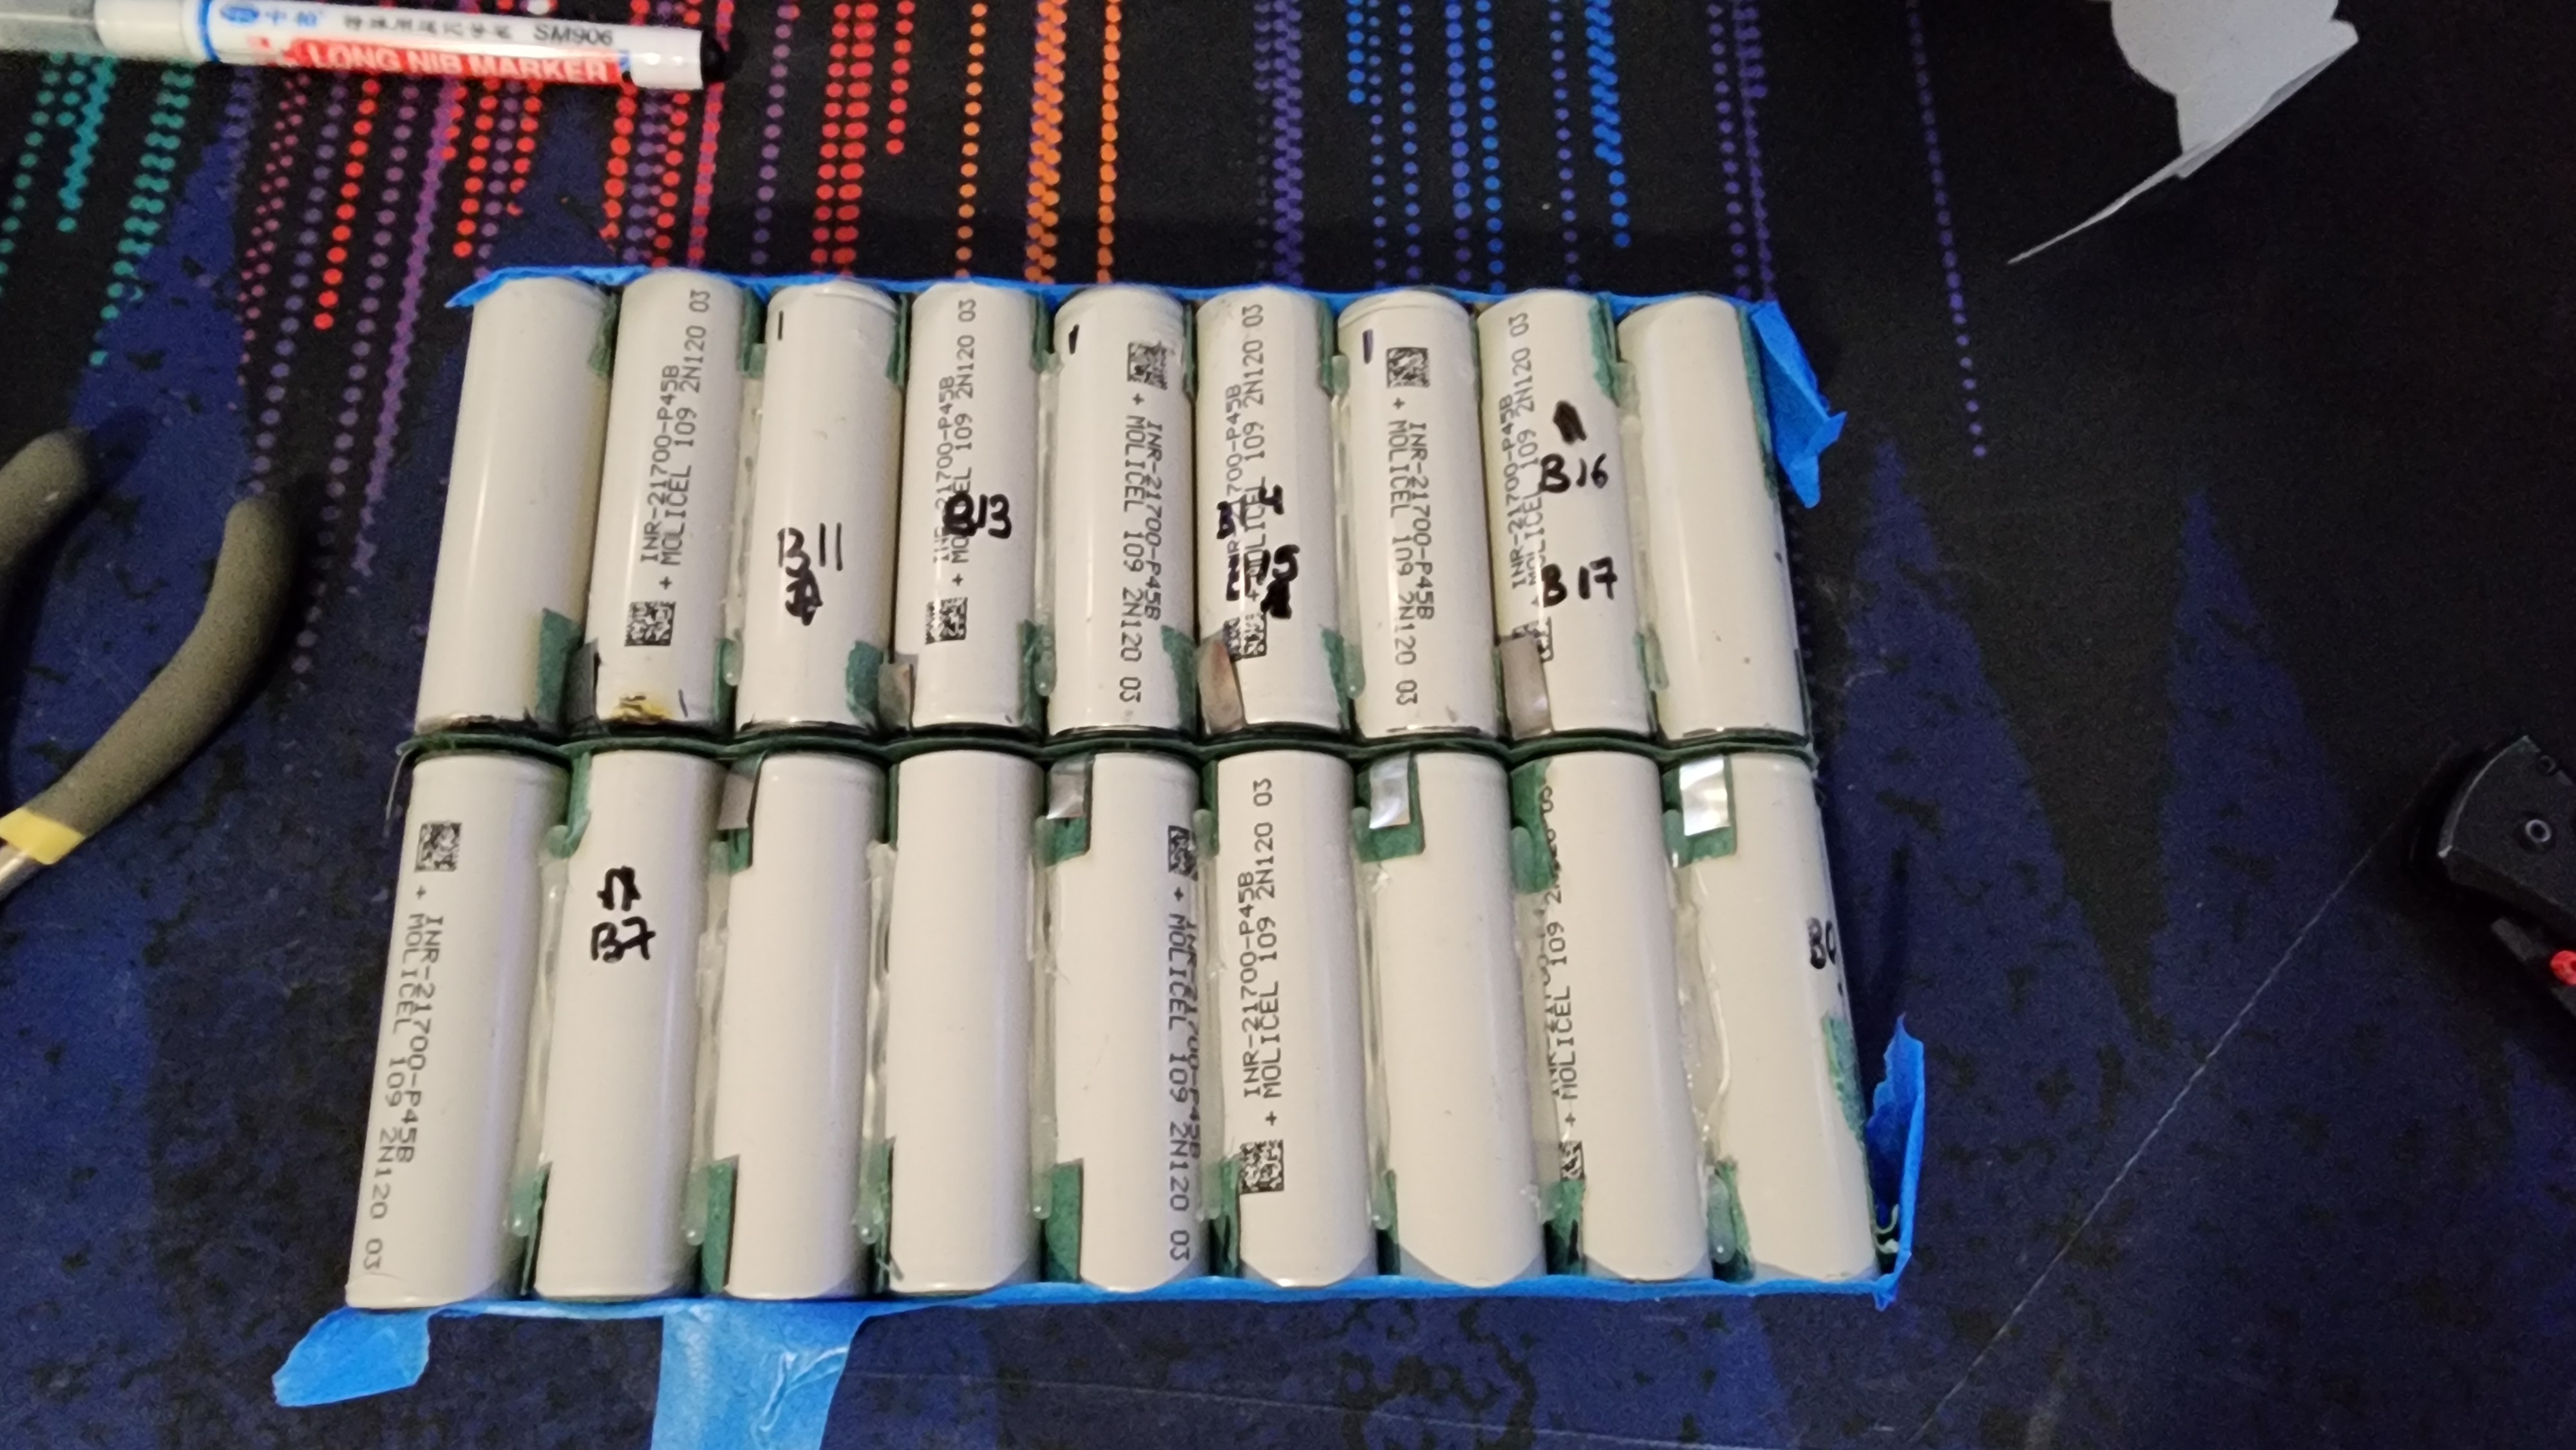 SM906
LONG NIB MARKER
INR-21700-P45B
+ MOLICEL 109 2N120 03
B11
INR-21700-P45B
+ MOLICEL 109 2N120 03
B13
INR-21700-P45B
+ MOLICEL 109 2N120 03
INR-21700-P45B
+ MOLICEL 109 2N120 03
INR-21700-P45B
+ MOLICEL 109 2N120 03
INR-21700-P45B
MOLICEL 109 2N120 03
B16
B17
INR-21700-P45B
+ MOLICEL 109 2N120 03
B7
INR-21700-P45B
+ MOLICEL 109 2N120 03
INR-21700-P45B
+ MOLICEL 109 2N120 03
+ MOLICEL 109